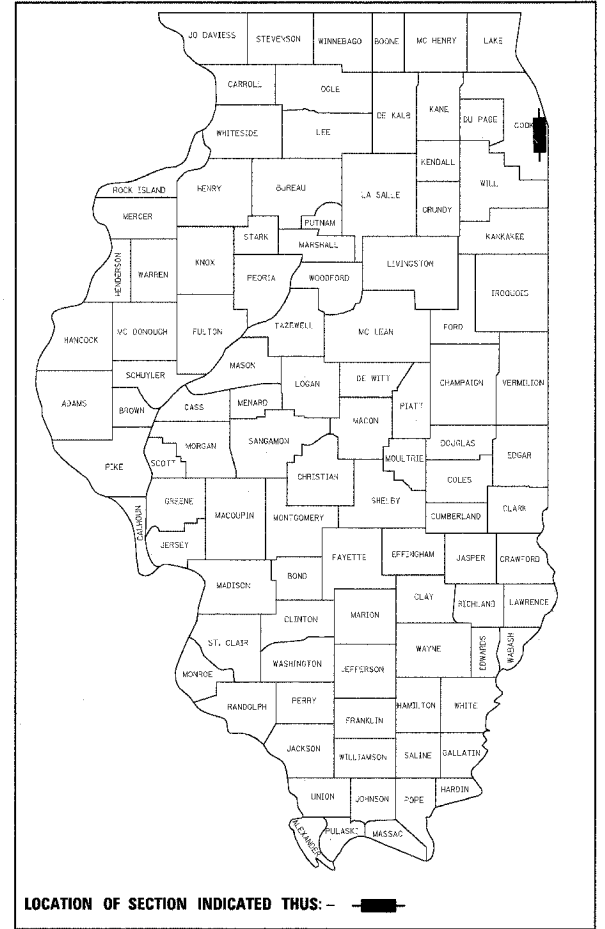 JO DAVIESS STEVENSON WINNEBAGO BOONE MC HENRY LAKE
CARROLL OGLE DE KALB KANE DU PAGE COOK
WHITESIDE LEE KENDALL WILL
ROCK ISLAND HENRY BUREAU LA SALLE GRUNDY
MERCER STARK PUTNAM MARSHALL KANKAKEE
HENDERSON WARREN KNOX PEORIA WOODFORD LIVINGSTON IROQUOIS
HANCOCK MC DONOUGH FULTON TAZEWELL MC LEAN FORD
SCHUYLER MASON LOGAN DE WITT CHAMPAIGN VERMILION
ADAMS BROWN CASS MENARD MACON PIATT
PIKE SCOTT MORGAN SANGAMON CHRISTIAN MOULTRIE DOUGLAS EDGAR
COLES
CALHOUN GREENE MACOUPIN MONTGOMERY SHELBY CUMBERLAND CLARK
JERSEY FAYETTE EFFINGHAM JASPER CRAWFORD
MADISON BOND CLAY RICHLAND LAWRENCE
CLINTON MARION
ST. CLAIR WASHINGTON JEFFERSON WAYNE EDWARDS WABASH
MONROE
RANDOLPH PERRY FRANKLIN HAMILTON WHITE
JACKSON WILLIAMSON SALINE GALLATIN
UNION JOHNSON POPE HARDIN
ALEXANDER PULASKI MASSAC
LOCATION OF SECTION INDICATED THUS: –